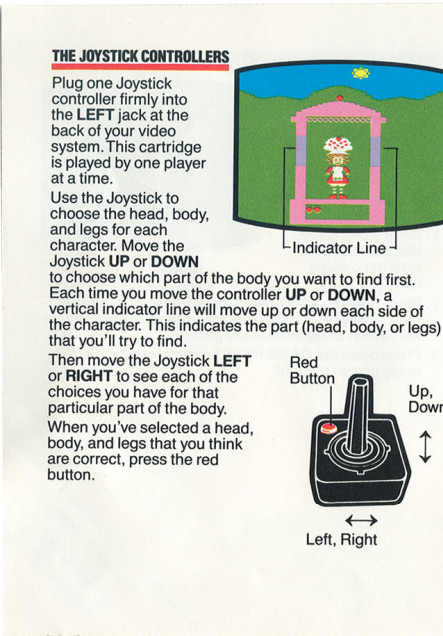 THE JOYSTICK CONTROLLERS
Plug one Joystick
controller firmly into
the LEFT jack at the
back of your video
system. This cartridge
is played by one player
at a time.
Use the Joystick to
choose the head, body,
and legs for each
character. Move the
Joystick UP or DOWN
to choose which part of the body you want to find first.
Each time you move the controller UP or DOWN, a
vertical indicator line will move up or down each side of
the character. This indicates the part (head, body, or legs)
that you'll try to find.
Then move the Joystick LEFT
or RIGHT to see each of the
choices you have for that
particular part of the body.
When you've selected a head,
body, and legs that you think
are correct, press the red
button.
Indicator Line
Red
Button
Up,
Down
Left, Right